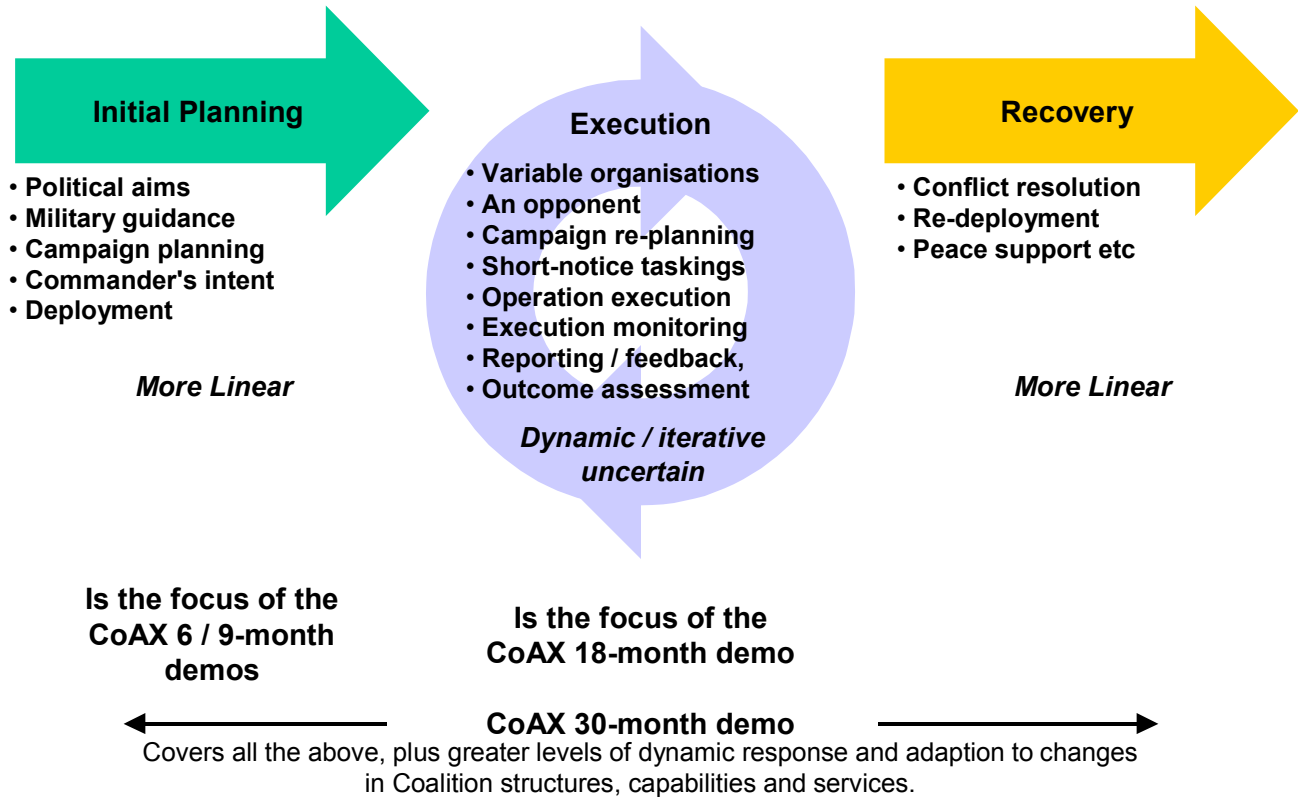 Initial Planning
• Political aims
• Military guidance
• Campaign planning
• Commander's intent
• Deployment
More Linear
Execution
• Variable organisations
• An opponent
• Campaign re-planning
• Short-notice taskings
• Operation execution
• Execution monitoring
• Reporting / feedback,
• Outcome assessment
Dynamic / iterative
uncertain
Recovery
• Conflict resolution
• Re-deployment
• Peace support etc
More Linear
Is the focus of the
CoAX 6 / 9-month
demos
Is the focus of the
CoAX 18-month demo
CoAX 30-month demo
Covers all the above, plus greater levels of dynamic response and adaption to changes
in Coalition structures, capabilities and services.